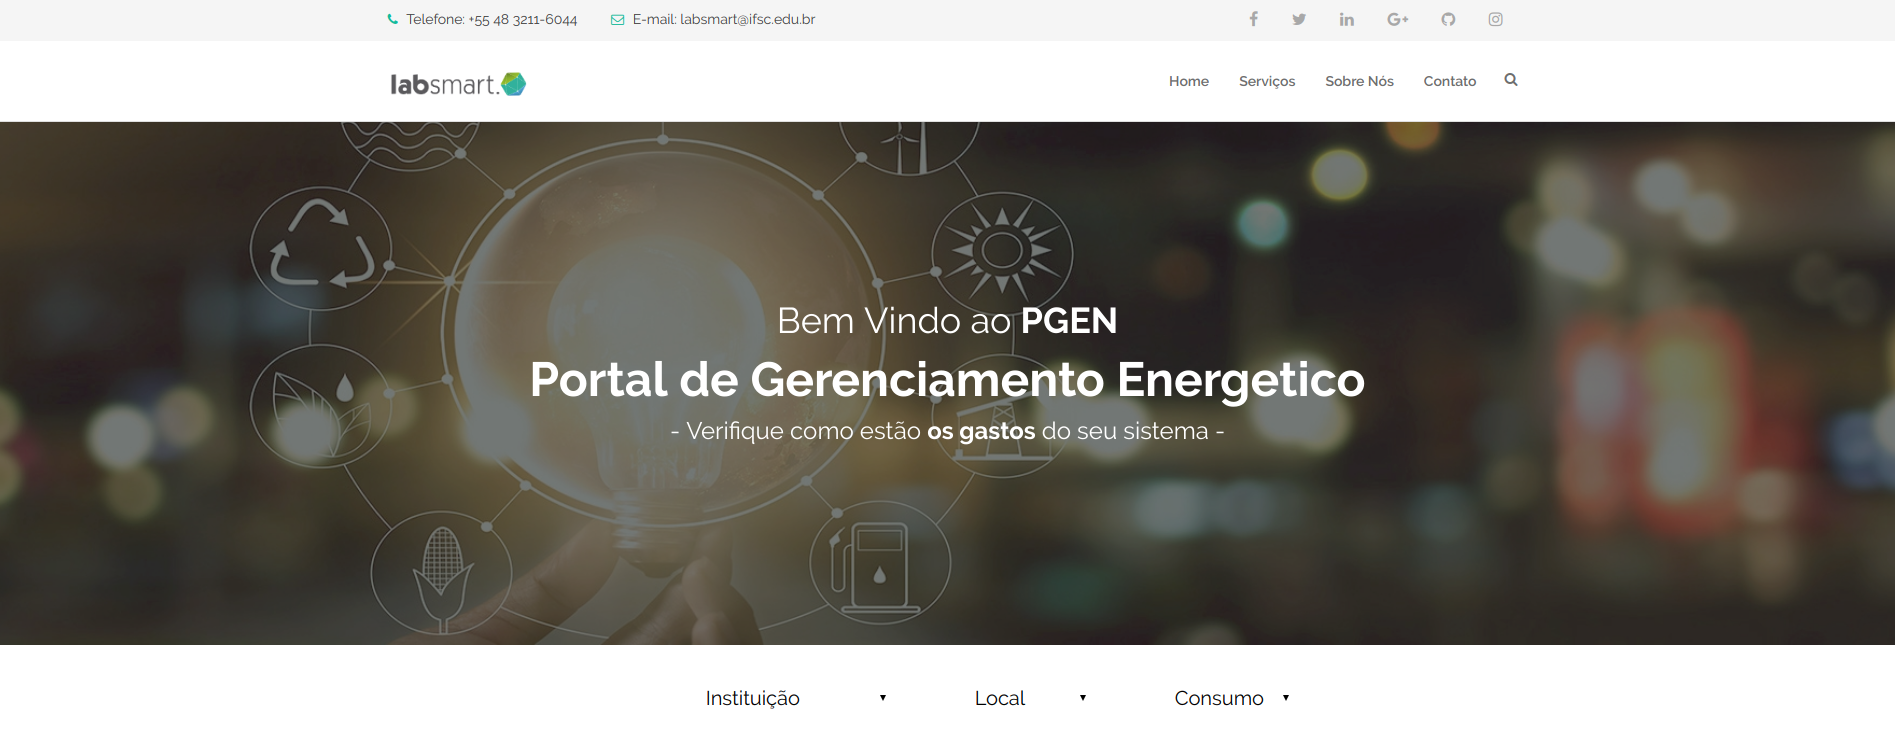 Telefone: +55 48 3211-6044 E-mail: labsmart@ifsc.edu.br
labsmart.
Home Serviços Sobre Nós Contato
Bem Vindo ao PGEN
Portal de Gerenciamento Energetico
- Verifique como estão os gastos do seu sistema -
Instituição Local Consumo